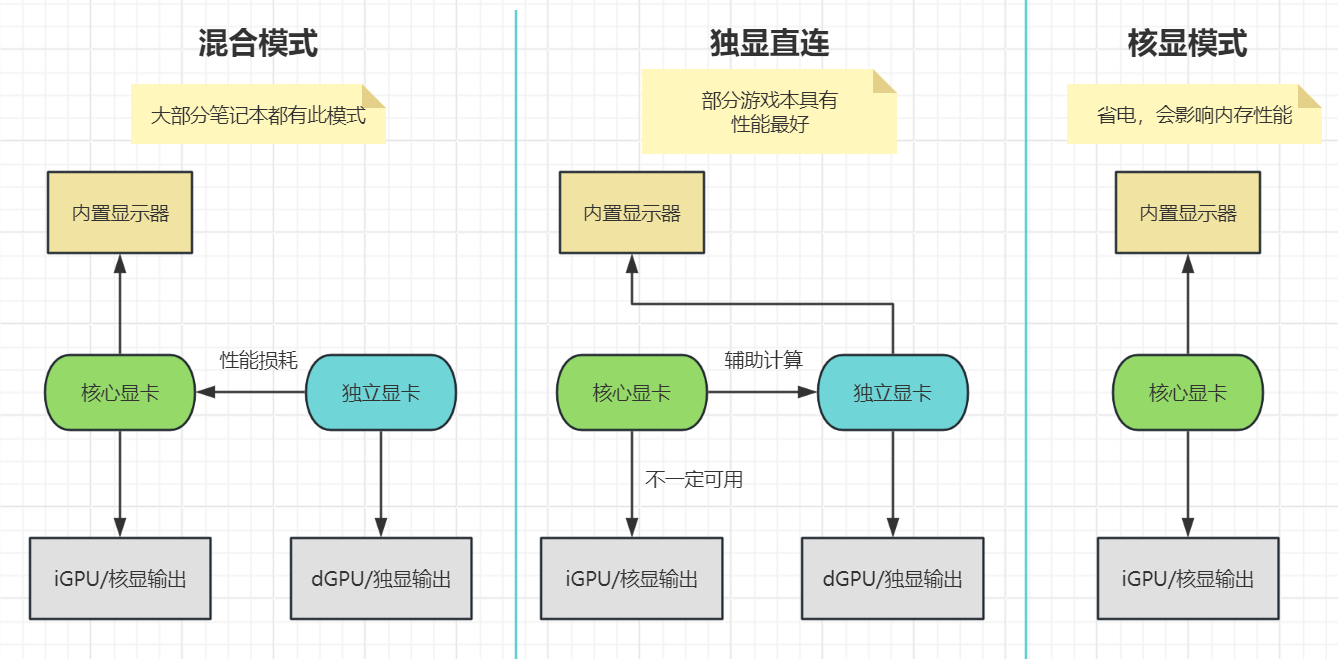 混合模式
大部分笔记本都有此模式
内置显示器
性能损耗
核心显卡
独立显卡
iGPU/核显输出
dGPU/独显输出
独显直连
部分游戏本具有
性能最好
内置显示器
辅助计算
核心显卡
独立显卡
不一定可用
iGPU/核显输出
dGPU/独显输出
核显模式
省电，会影响内存性能
内置显示器
核心显卡
iGPU/核显输出